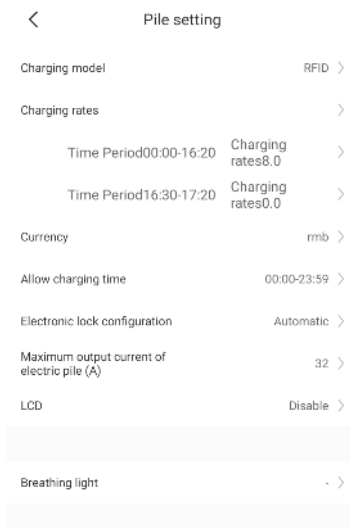 Pile setting
Charging model RFID
Charging rates
Time Period00:00-16:20 Charging rates8.0
Time Period16:30-17:20 Charging rates0.0
Currency rmb
Allow charging time 00:00-23:59
Electronic lock configuration Automatic
Maximum output current of
electric pile (A) 32
LCD Disable
Breathing light -